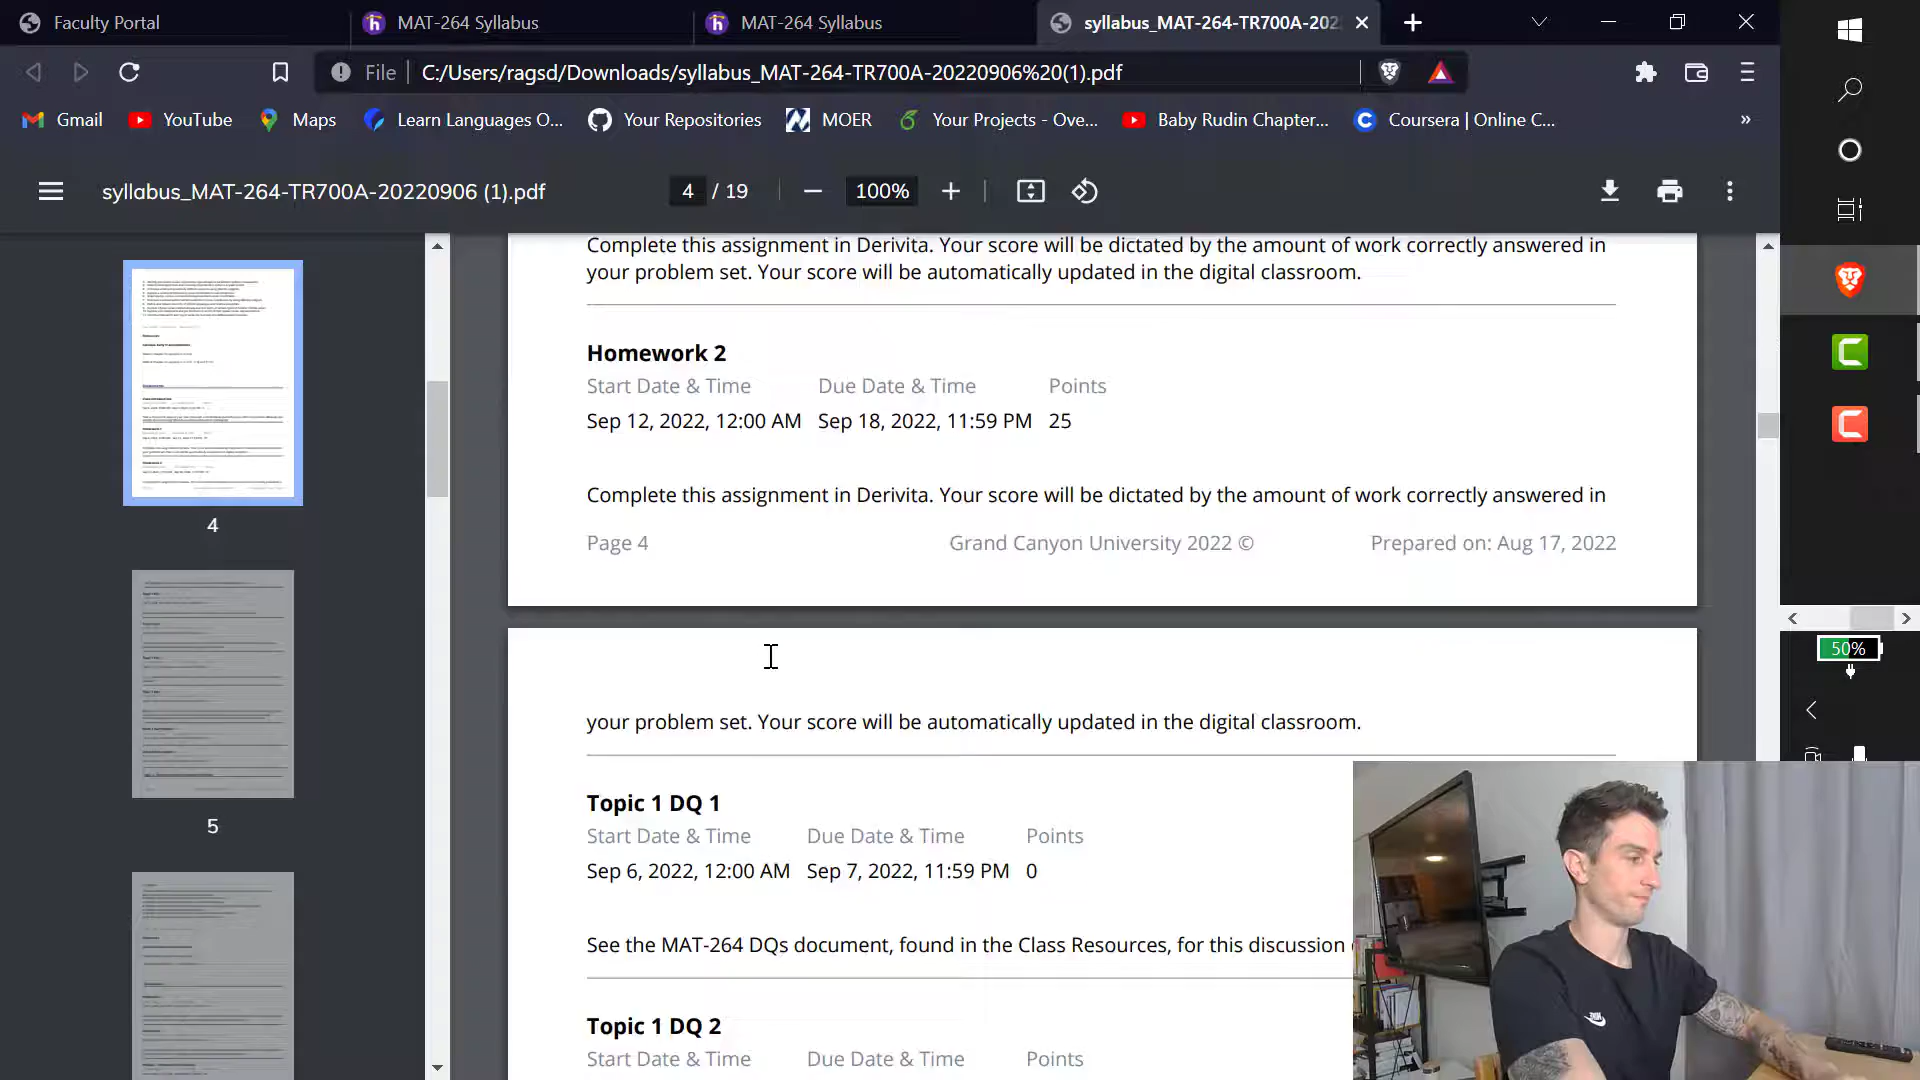 Faculty Portal
MAT-264 Syllabus
MAT-264 Syllabus
syllabus_MAT-264-TR700A-202
File
C:/Users/ragsd/Downloads/syllabus_MAT-264-TR700A-20220906%20(1).pdf
Gmail
YouTube
Maps
Learn Languages O...
Your Repositories
MOER
Your Projects - Ove...
Baby Rudin Chapter...
Coursera | Online C...
syllabus_MAT-264-TR700A-20220906 (1).pdf
4 / 19
100%
Complete this assignment in Derivita. Your score will be dictated by the amount of work correctly answered in
your problem set. Your score will be automatically updated in the digital classroom.
Homework 2
Start Date & Time Due Date & Time Points
Sep 12, 2022, 12:00 AM Sep 18, 2022, 11:59 PM 25
Complete this assignment in Derivita. Your score will be dictated by the amount of work correctly answered in
Page 4 Grand Canyon University 2022 © Prepared on: Aug 17, 2022
your problem set. Your score will be automatically updated in the digital classroom.
Topic 1 DQ 1
Start Date & Time Due Date & Time Points
Sep 6, 2022, 12:00 AM Sep 7, 2022, 11:59 PM 0
See the MAT-264 DQs document, found in the Class Resources, for this discussion
Topic 1 DQ 2
Start Date & Time Due Date & Time Points
4
5
50%